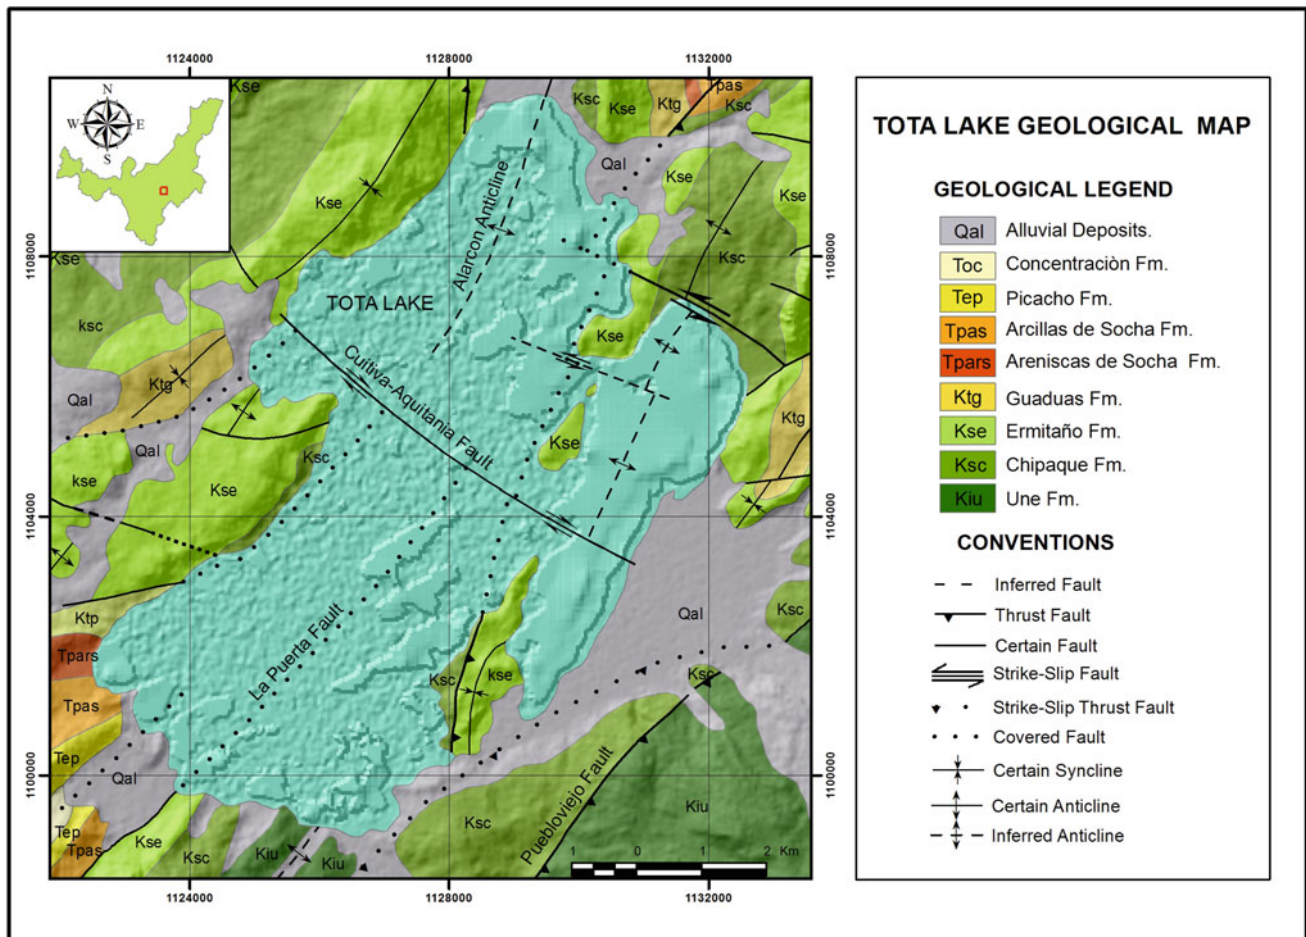 1124000
1128000
1132000
N
W
E
S
Kse
Ksc
Kse
Ktg
pas
Ksc
Qal
Kse
Kse
Kse
Alarcon Anticline
Ksc
1108000
1108000
Kse
TOTA LAKE
ksc
Kse
Cuitiva-Aquitania Fault
Ktg
L
Qal
Ktg
Qal
Ksc
Kse
kse
Kse
1104000
1104000
Ktp
Qal
Ksc
Tpars
La Puerta Fault
Ksc
kse
Ksc
Tpas
Tep
Qal
1100000
1100000
Puebloviejo Fault
Kiu
Ksc
Tep
Tpas
Kse
Ksc
Kiu
Kiu
1 0 1 2 Km
1124000
1128000
1132000
TOTA LAKE GEOLOGICAL MAP
GEOLOGICAL LEGEND
Qal Alluvial Deposits.
Toc Concentraciòn Fm.
Tep Picacho Fm.
Tpas Arcillas de Socha Fm.
Tpars Areniscas de Socha Fm.
Ktg Guaduas Fm.
Kse Ermitaño Fm.
Ksc Chipaque Fm.
Kiu Une Fm.
CONVENTIONS
Inferred Fault
Thrust Fault
Certain Fault
Strike-Slip Fault
Strike-Slip Thrust Fault
Covered Fault
Certain Syncline
Certain Anticline
Inferred Anticline